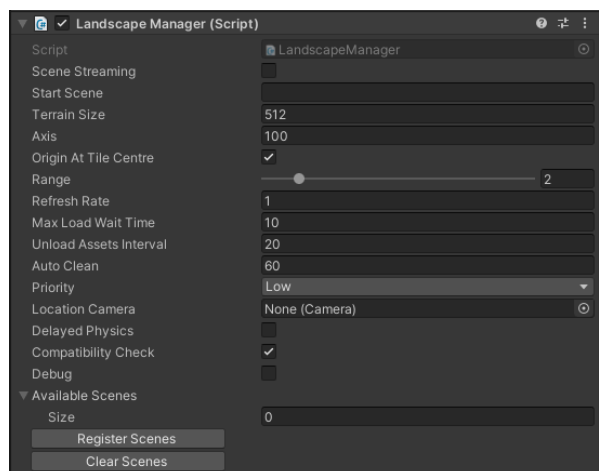 Landscape Manager (Script)
Script LandscapeManager
Scene Streaming
Start Scene
Terrain Size 512
Axis 100
Origin At Tile Centre
Range 2
Refresh Rate 1
Max Load Wait Time 10
Unload Assets Interval 20
Auto Clean 60
Priority Low
Location Camera None (Camera)
Delayed Physics
Compatibility Check
Debug
Available Scenes
Size 0
Register Scenes
Clear Scenes